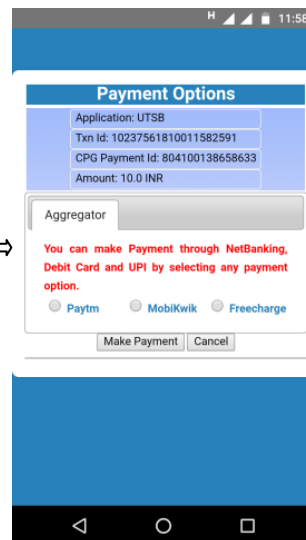 H 11:58
Payment Options
Application: UTSB
Txn Id: 10237561810011582591
CPG Payment Id: 804100138658633
Amount: 10.0 INR
Aggregator
You can make Payment through NetBanking,
Debit Card and UPI by selecting any payment
option.
Paytm MobiKwik Freecharge
Make Payment Cancel